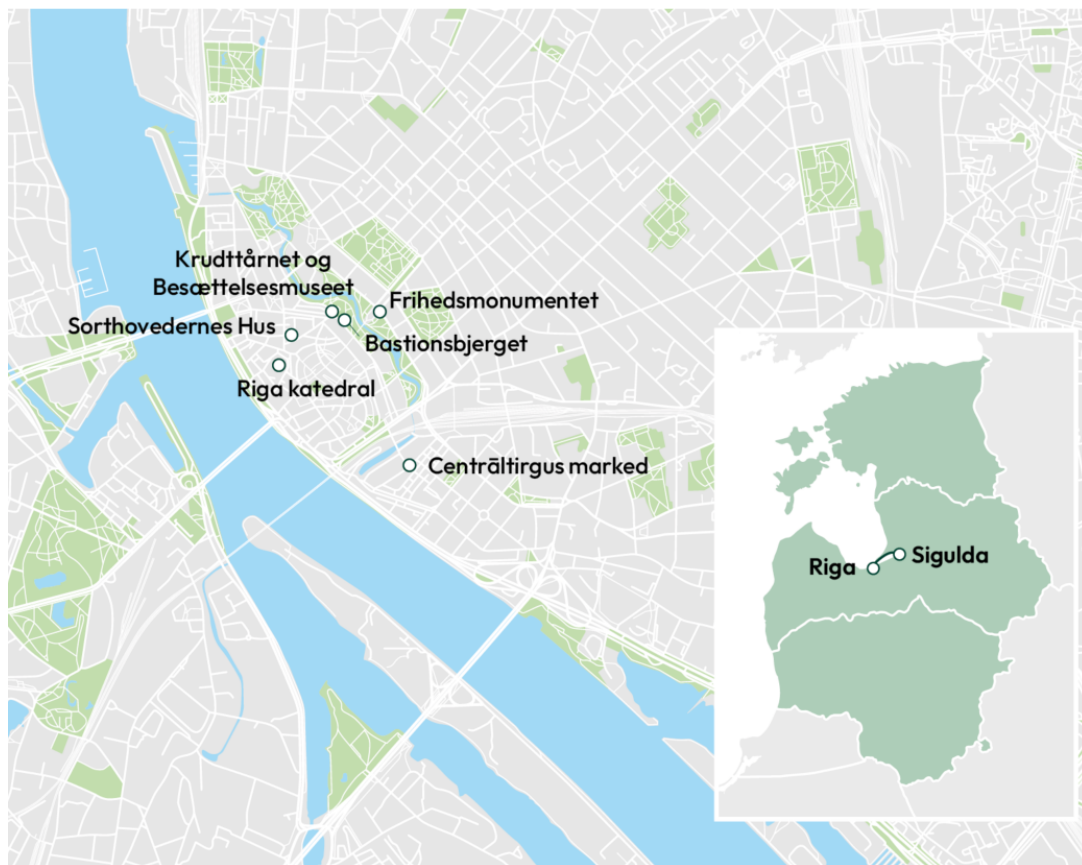 Krudttårnet og
Besættelsesmuseet
Frihedsmonumentet
Sorthovedernes Hus
Bastionsbjerget
Riga katedral
Centrāltirgus marked
Riga
Sigulda